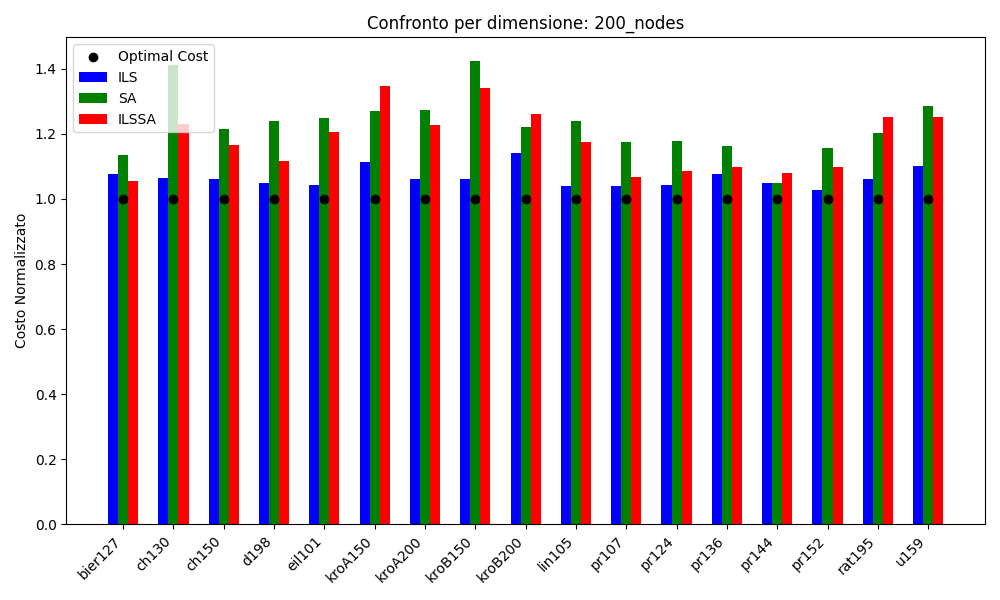 Confronto per dimensione: 200_nodes
Optimal Cost
ILS
SA
ILSSA
Costo Normalizzato
1.4
1.2
1.0
0.8
0.6
0.4
0.2
0.0
bier127
ch130
ch150
d198
eil101
kroA150
kroA200
kroB150
kroB200
lin105
pr107
pr124
pr136
pr144
pr152
rat195
u159